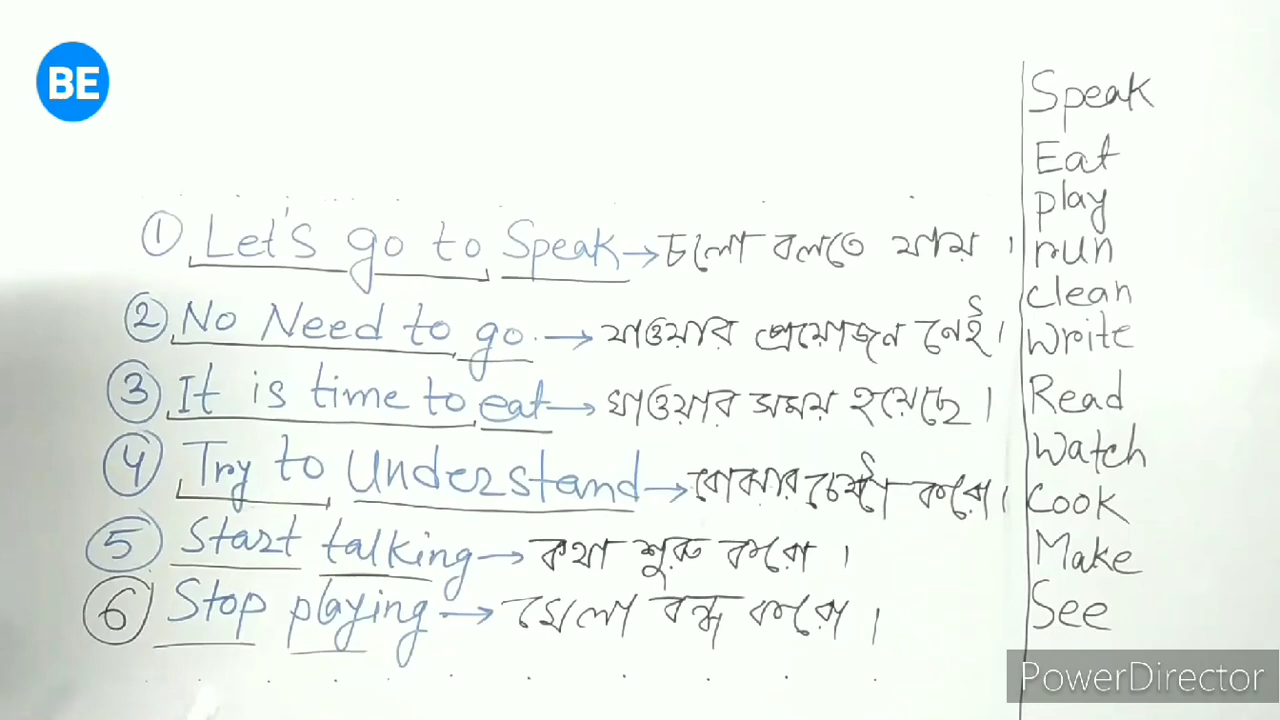 BE
① Let's go to Speak → চলো বলতে যায় ।
② No Need to go. → যাওয়ার প্রয়োজন নেই ।
③ It is time to eat → খাওয়ার সময় হয়েছে ।
④ Try to Understand → বোঝার চেষ্টা করো ।
⑤ Start talking → কথা শুরু করো ।
⑥ Stop playing → খেলা বন্ধ করো ।
Speak
Eat
play
run
clean
Write
Read
Watch
Cook
Make
See
PowerDirector